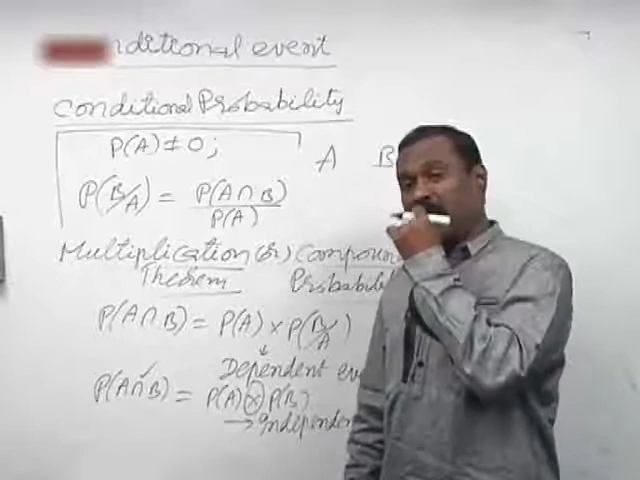 nditional event
Conditional Probability
P(A) ≠ 0;
A B
P(B/A) = P(A∩B)/P(A)
Multiplication (or) Compoun
Theorem Probabili
P(A∩B) = P(A) × P(B/A)
↓
Dependent ev
P(A∩B) = P(A) × P(B)
→ Independen